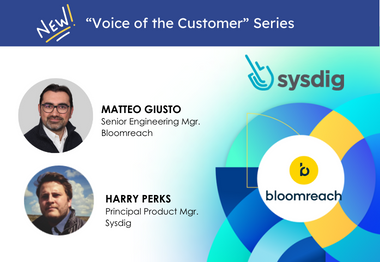 NEW! "Voice of the Customer" Series
sysdig
MATTEO GIUSTO
Senior Engineering Mgr.
Bloomreach
HARRY PERKS
Principal Product Mgr.
Sysdig
b
bloomreach